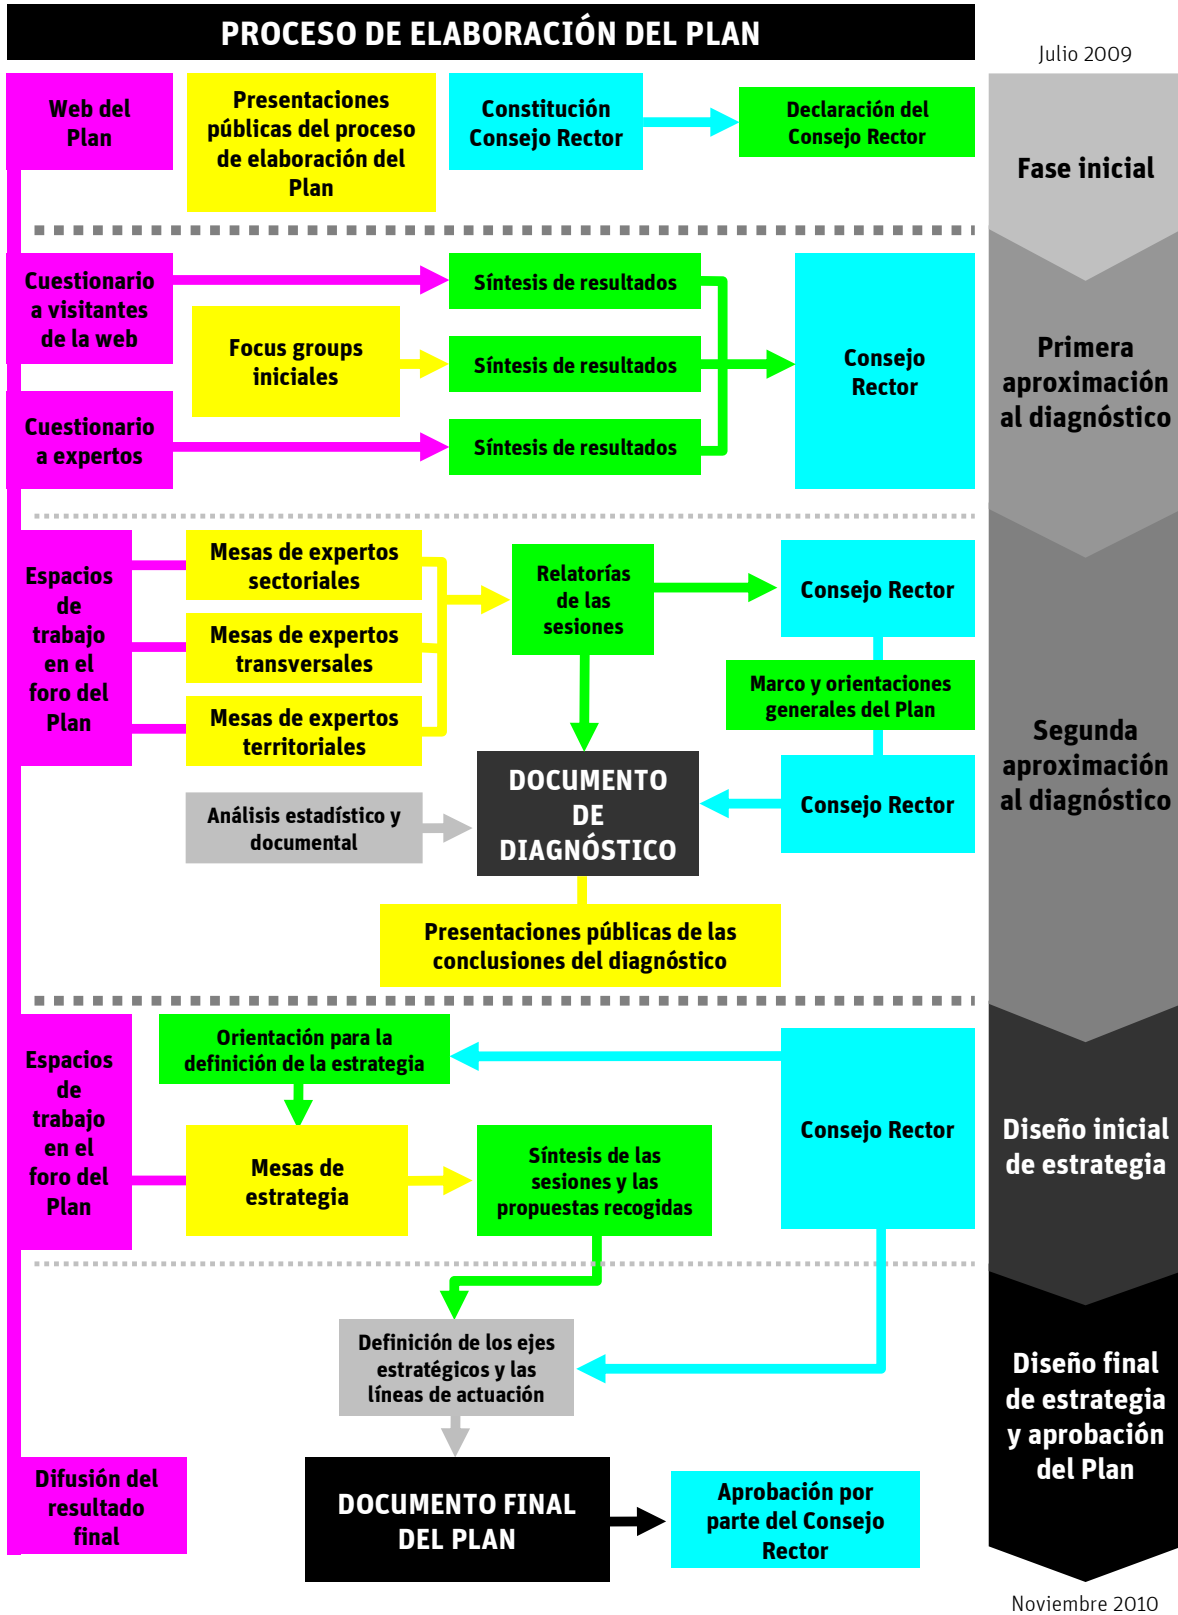 PROCESO DE ELABORACIÓN DEL PLAN
Julio 2009
Web del
Plan
Presentaciones
públicas del proceso
de elaboración del
Plan
Constitución
Consejo Rector
Declaración del
Consejo Rector
Fase inicial
Cuestionario
a visitantes
de la web
Focus groups
iniciales
Cuestionario
a expertos
Síntesis de resultados
Síntesis de resultados
Síntesis de resultados
Consejo
Rector
Primera
aproximación
al diagnóstico
Espacios
de
trabajo
en el
foro del
Plan
Mesas de expertos
sectoriales
Mesas de expertos
transversales
Mesas de expertos
territoriales
Relatorías
de las
sesiones
Consejo Rector
Marco y orientaciones
generales del Plan
Consejo Rector
Análisis estadístico y
documental
DOCUMENTO
DE
DIAGNÓSTICO
Presentaciones públicas de las
conclusiones del diagnóstico
Segunda
aproximación
al diagnóstico
Espacios
de
trabajo
en el
foro del
Plan
Orientación para la
definición de la estrategia
Mesas de
estrategia
Síntesis de las
sesiones y las
propuestas recogidas
Consejo Rector
Diseño inicial
de estrategia
Definición de los ejes
estratégicos y las
líneas de actuación
Difusión del
resultado
final
DOCUMENTO FINAL
DEL PLAN
Aprobación por
parte del Consejo
Rector
Diseño final
de estrategia
y aprobación
del Plan
Noviembre 2010